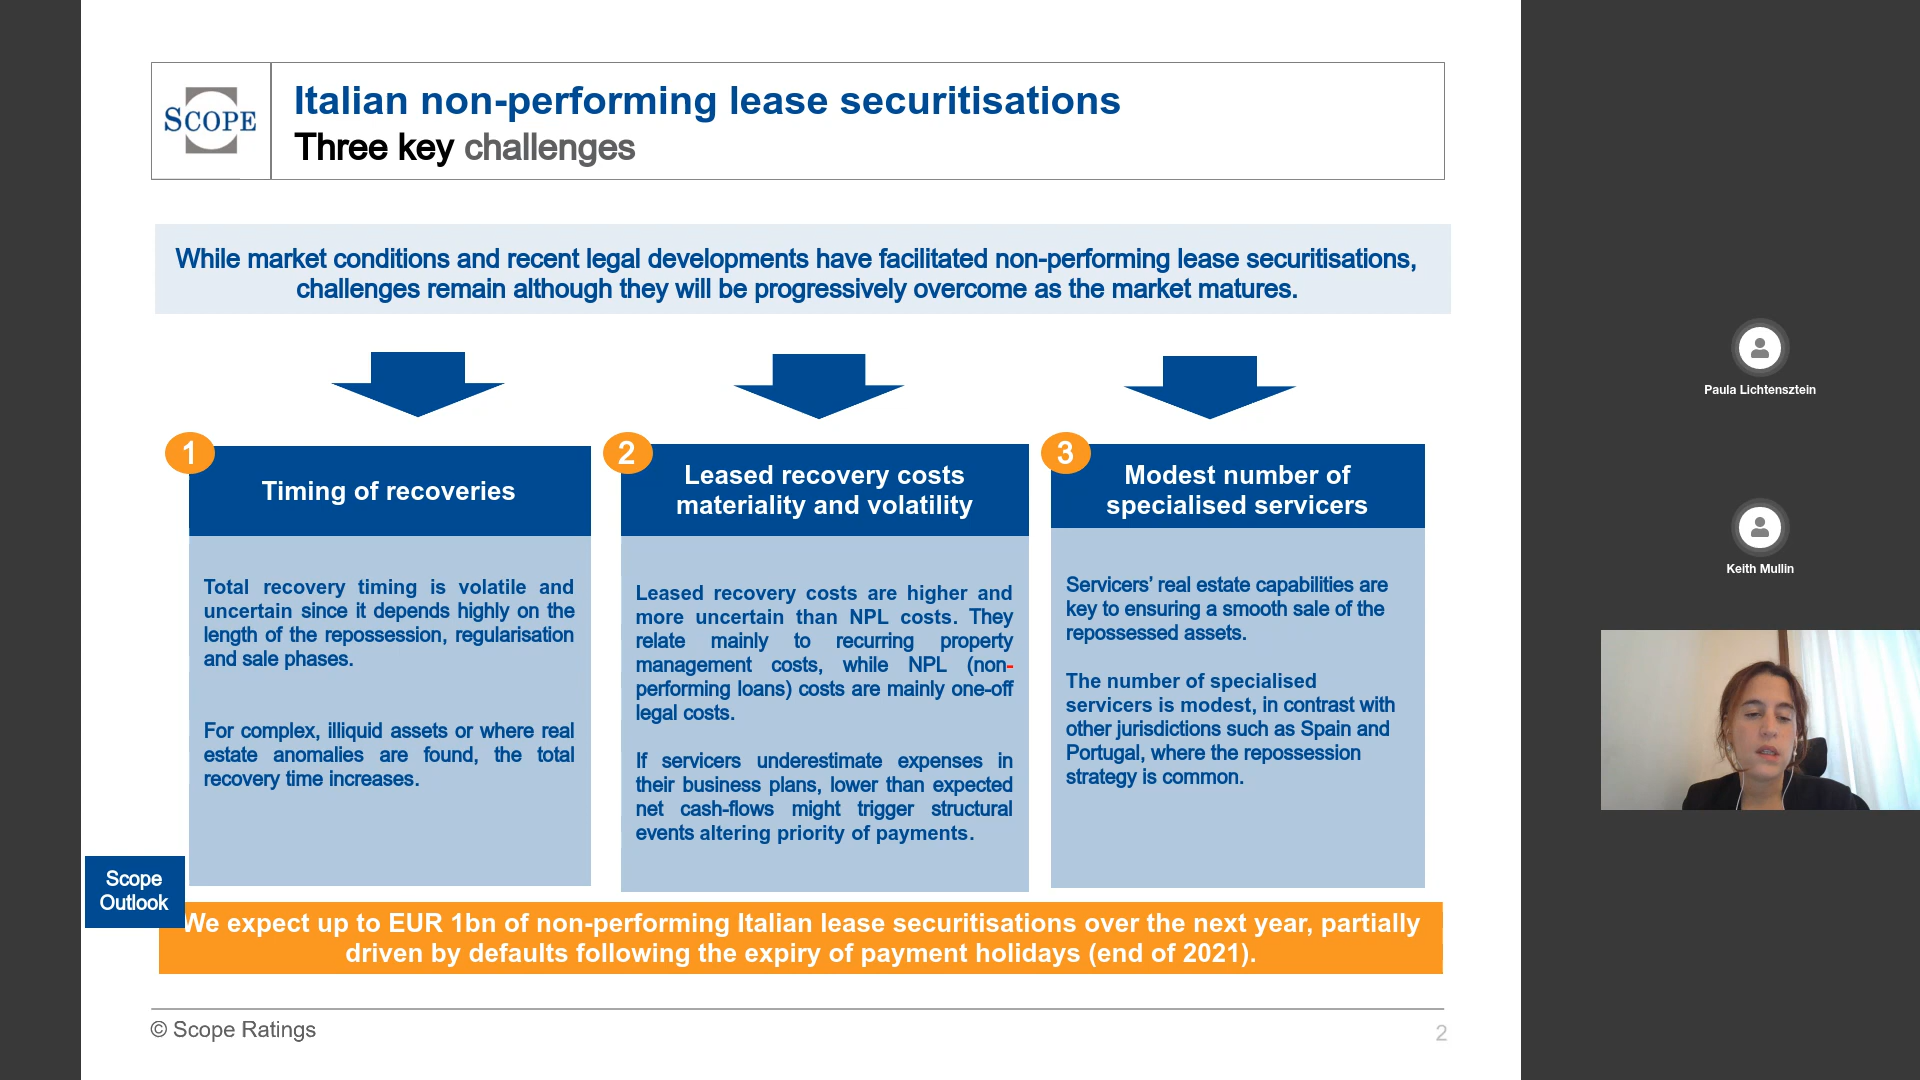 SCOPE
Italian non-performing lease securitisations
Three key challenges
While market conditions and recent legal developments have facilitated non-performing lease securitisations,
challenges remain although they will be progressively overcome as the market matures.
1
Timing of recoveries
Total recovery timing is volatile and
uncertain since it depends highly on the
length of the repossession, regularisation
and sale phases.
For complex, illiquid assets or where real
estate anomalies are found, the total
recovery time increases.
2
Leased recovery costs
materiality and volatility
Leased recovery costs are higher and
more uncertain than NPL costs. They
relate mainly to recurring property
management costs, while NPL (non-
performing loans) costs are mainly one-off
legal costs.
If servicers underestimate expenses in
their business plans, lower than expected
net cash-flows might trigger structural
events altering priority of payments.
3
Modest number of
specialised servicers
Servicers' real estate capabilities are
key to ensuring a smooth sale of the
repossessed assets.
The number of specialised
servicers is modest, in contrast with
other jurisdictions such as Spain and
Portugal, where the repossession
strategy is common.
Scope
Outlook
We expect up to EUR 1bn of non-performing Italian lease securitisations over the next year, partially
driven by defaults following the expiry of payment holidays (end of 2021).
© Scope Ratings
2
Paula Lichtensztein
Keith Mullin